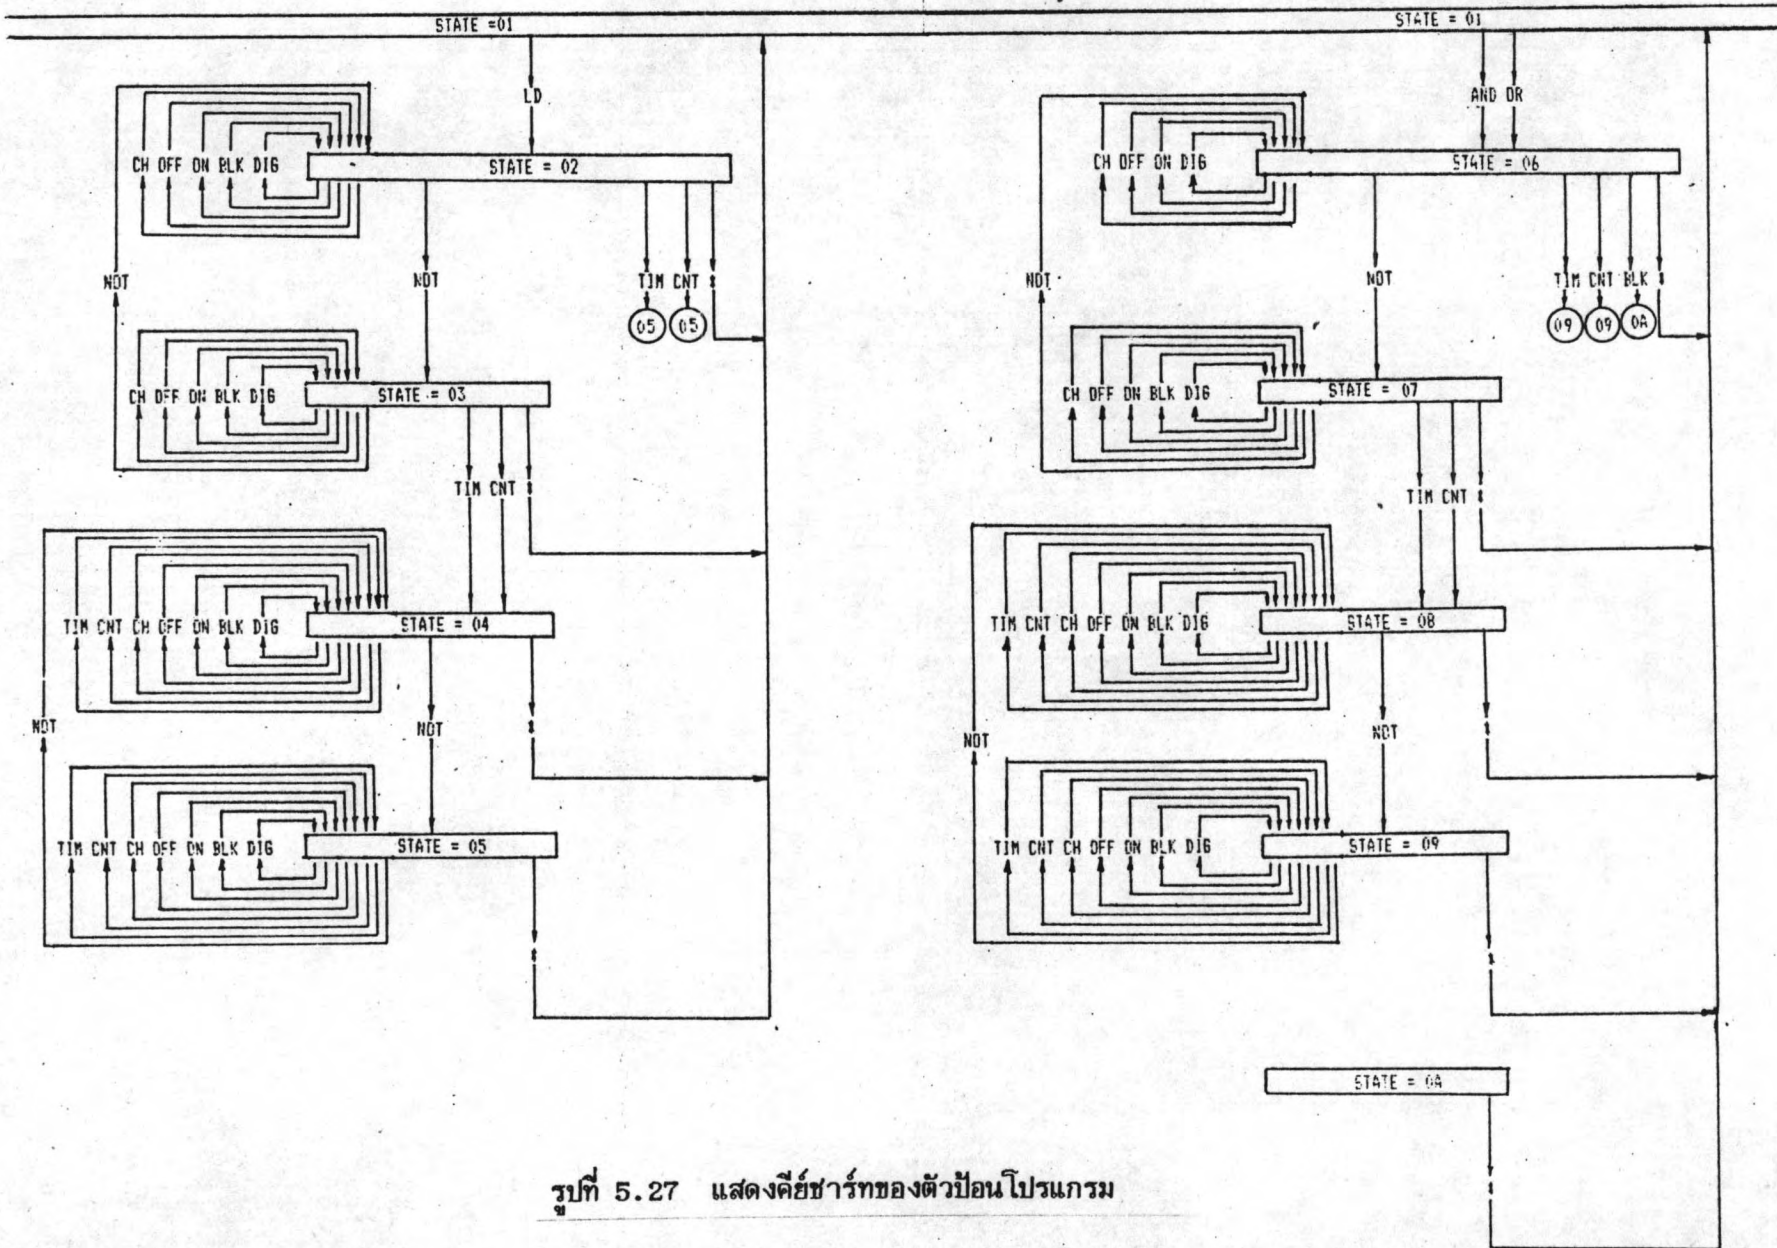 STATE =01
STATE = 01
LD
CH OFF ON BLK DIG
STATE = 02
NOT
NOT
TIM CNT
05 05
CH OFF ON BLK DIG
STATE = 03
TIM CNT
TIM CNT CH OFF ON BLK DIG
STATE = 04
NOT
NOT
TIM CNT CH OFF ON BLK DIG
STATE = 05
AND OR
CH OFF ON DIG
STATE = 06
NOT
NOT
TIM CNT BLK
09 09 0A
CH OFF ON BLK DIG
STATE = 07
TIM CNT
TIM CNT CH OFF ON BLK DIG
STATE = 08
NOT
NOT
TIM CNT CH OFF ON BLK DIG
STATE = 09
STATE = 0A
รูปที่ 5.27 แสดงคีย์ชาร์ทของตัวป้อนโปรแกรม